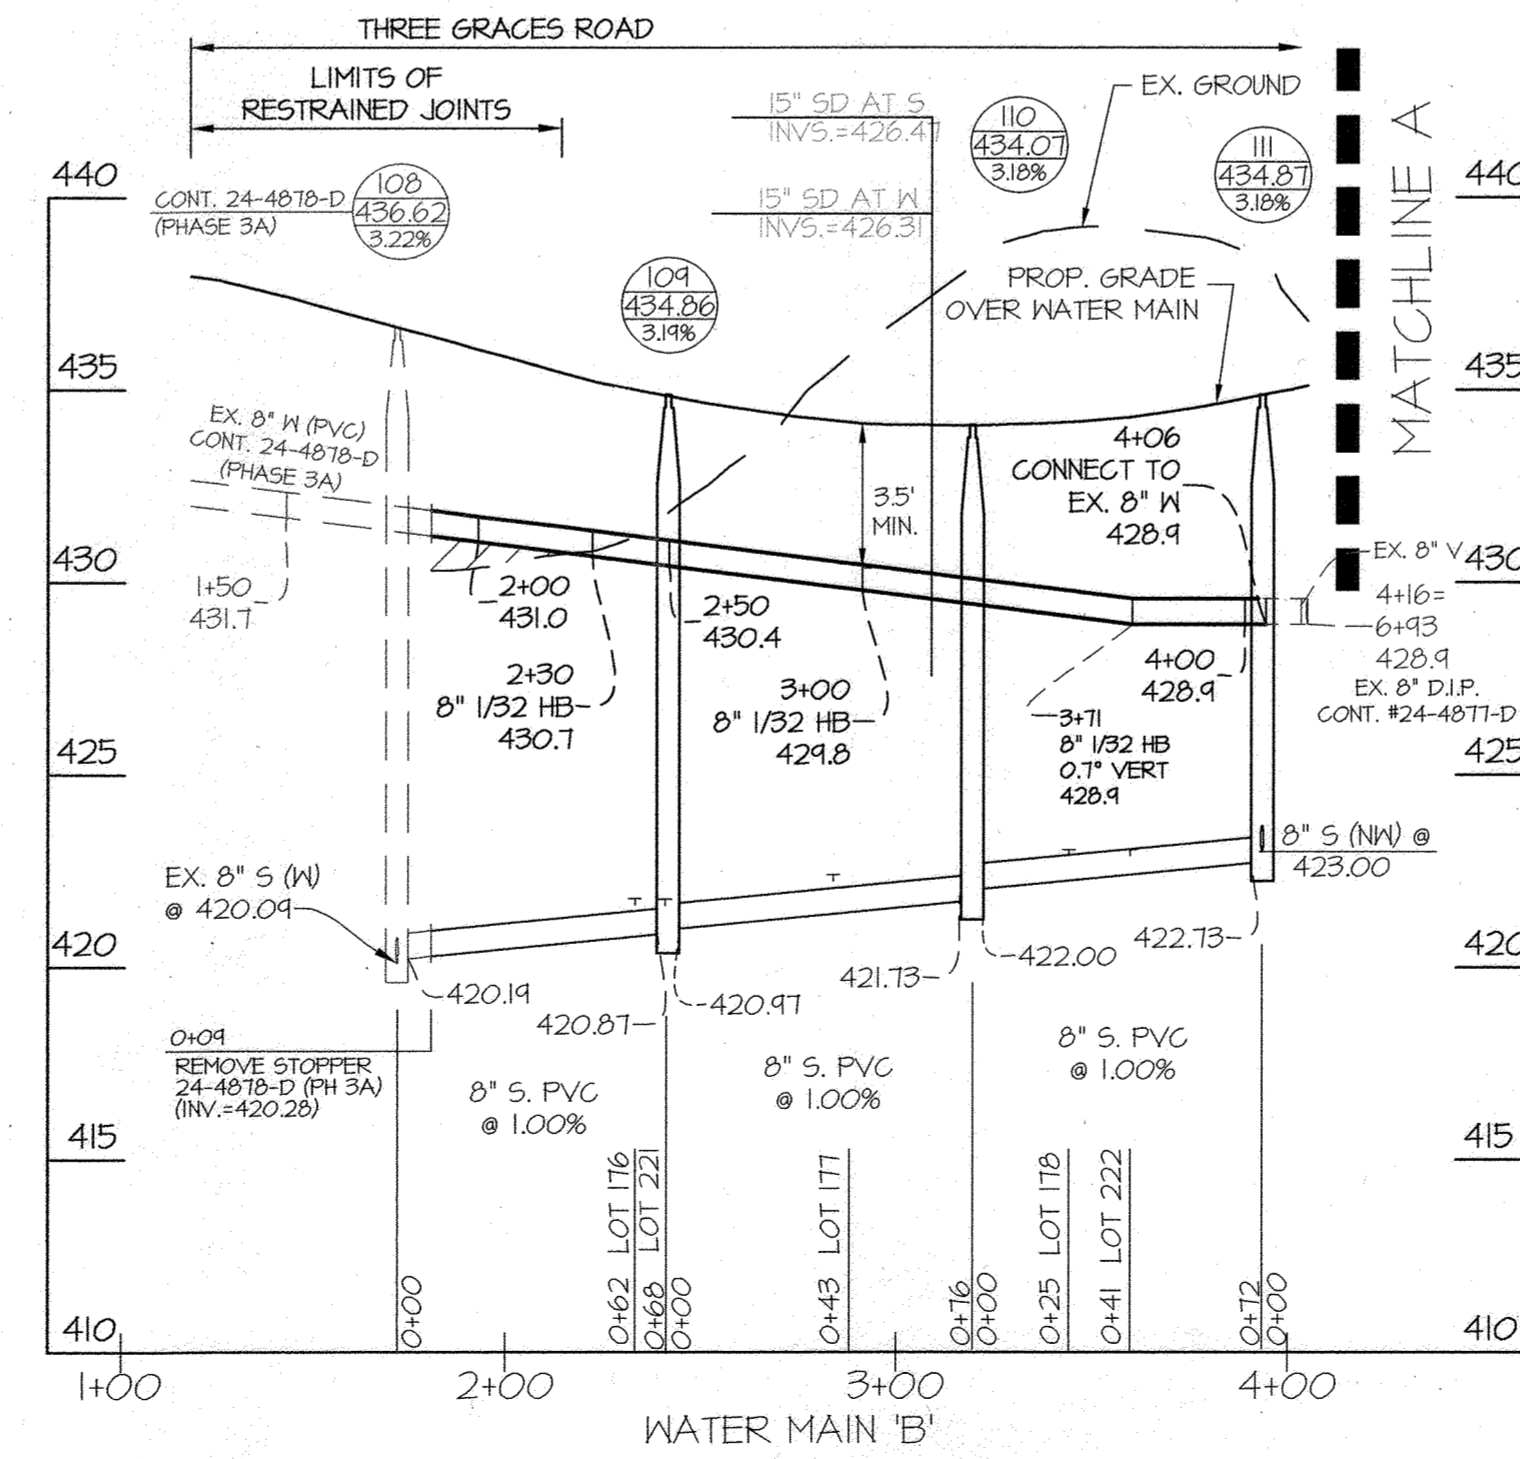 THREE GRACES ROAD
LIMITS OF
RESTRAINED JOINTS
15" SD AT S
INVS.=426.47
15" SD AT W
INVS.=426.31
EX. GROUND
110
434.07
3.18%
111
434.87
3.18%
MATCHLINE A
440
CONT. 24-4878-D
(PHASE 3A)
108
436.62
3.22%
109
434.86
3.19%
440
PROP. GRADE
OVER WATER MAIN
435
435
EX. 8" W (PVC)
CONT. 24-4878-D
(PHASE 3A)
4+06
CONNECT TO
EX. 8" W
428.9
3.5'
MIN.
430
430
EX. 8" V
1+50
431.7
2+00
431.0
2+50
430.4
4+16=
6+93
428.9
EX. 8" D.I.P.
CONT. #24-4877-D
2+30
8" 1/32 HB
430.7
3+00
8" 1/32 HB
429.8
4+00
428.9
3+71
8" 1/32 HB
0.7° VERT
428.9
425
425
EX. 8" S (W)
@ 420.09
8" S (NW) @
423.00
420
420
420.19
420.87
420.97
421.73
422.00
422.73
0+09
REMOVE STOPPER
24-4878-D (PH 3A)
(INV.=420.28)
8" S. PVC
@ 1.00%
8" S. PVC
@ 1.00%
8" S. PVC
@ 1.00%
415
415
0+00
0+62 LOT 176
0+68 LOT 221
0+00
0+43 LOT 177
0+76
0+00
0+25 LOT 178
0+41 LOT 222
0+72
0+00
410
410
1+00
2+00
3+00
4+00
WATER MAIN 'B'